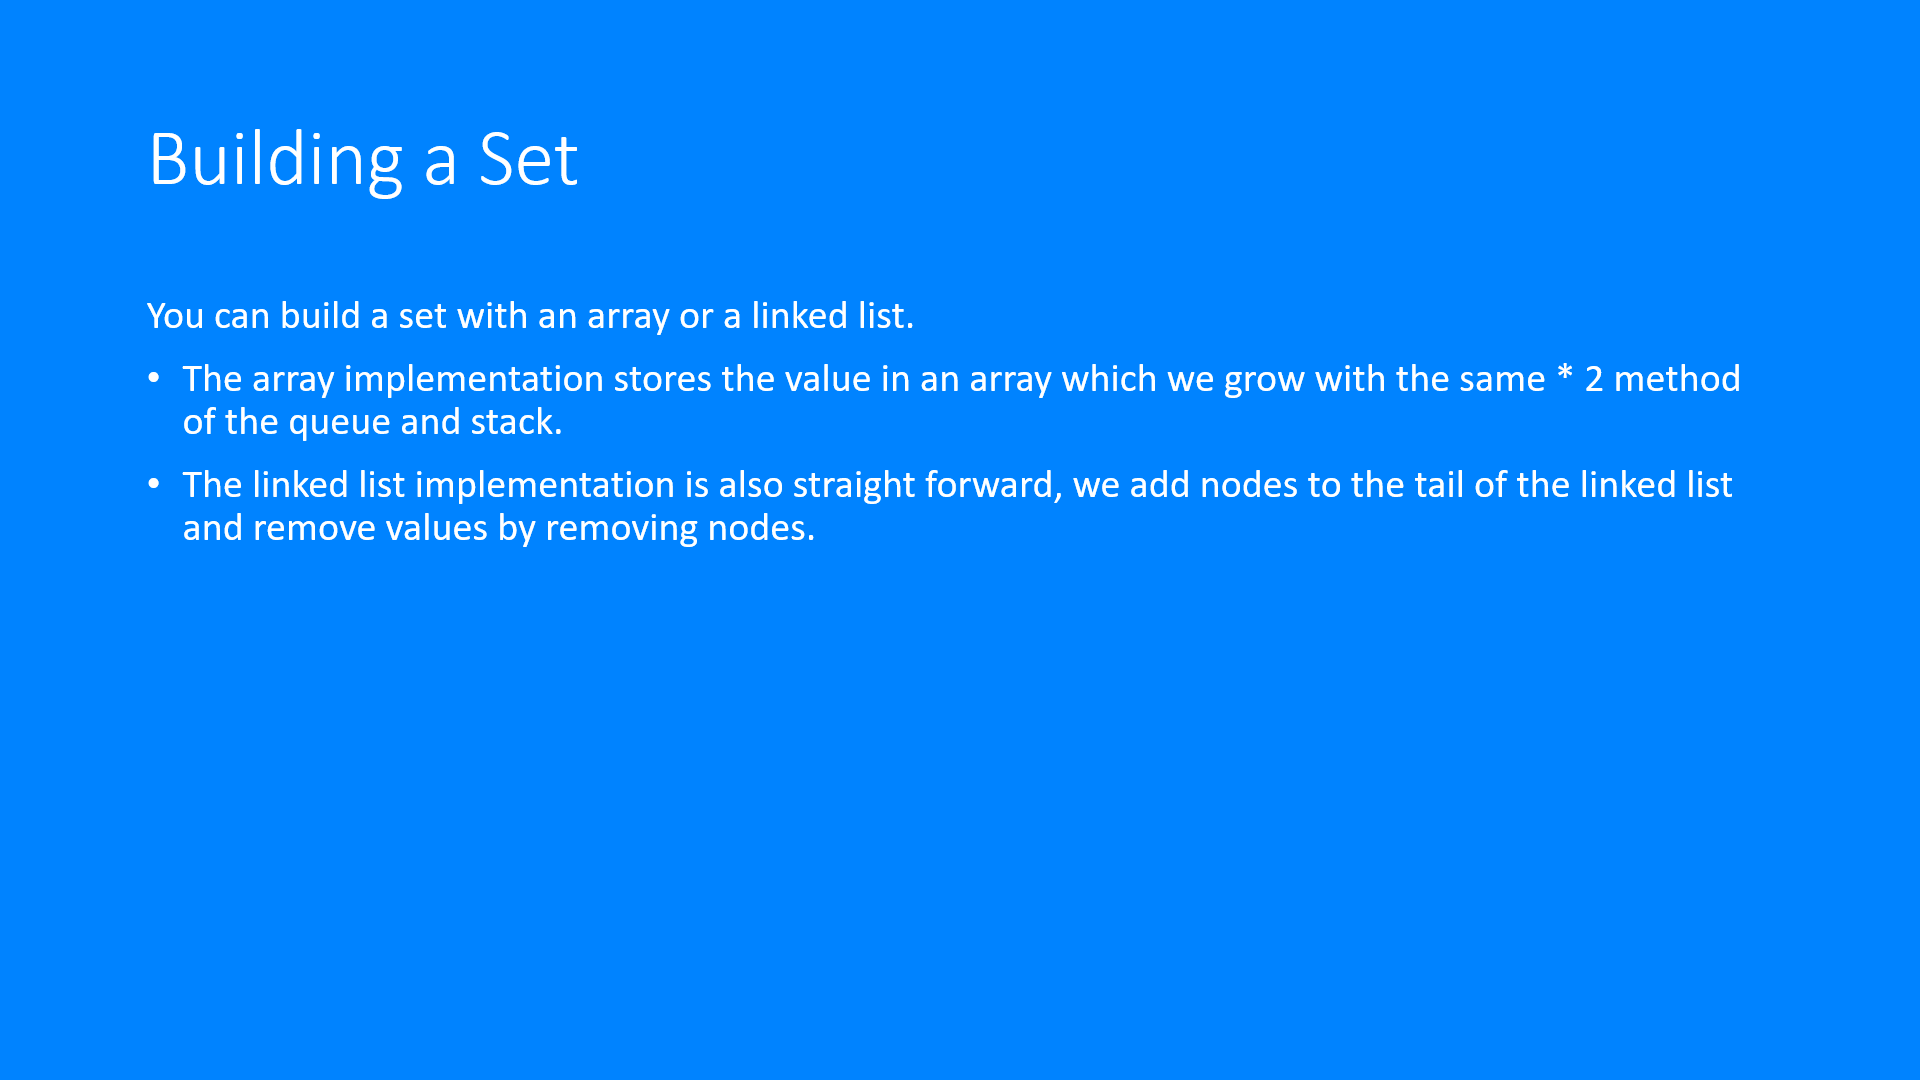 Building a Set
You can build a set with an array or a linked list.
• The array implementation stores the value in an array which we grow with the same * 2 method
of the queue and stack.
• The linked list implementation is also straight forward, we add nodes to the tail of the linked list
and remove values by removing nodes.